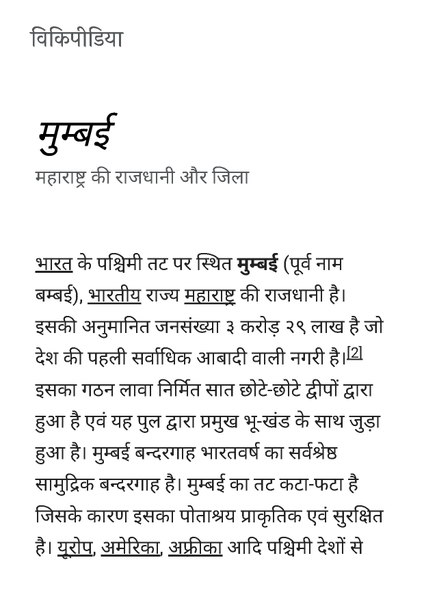 विकिपीडिया
मुम्बई
महाराष्ट्र की राजधानी और जिला
भारत के पश्चिमी तट पर स्थित मुम्बई (पूर्व नाम
बम्बई), भारतीय राज्य महाराष्ट्र की राजधानी है।
इसकी अनुमानित जनसंख्या ३ करोड़ २९ लाख है जो
देश की पहली सर्वाधिक आबादी वाली नगरी है।[2]
इसका गठन लावा निर्मित सात छोटे-छोटे द्वीपों द्वारा
हुआ है एवं यह पुल द्वारा प्रमुख भू-खंड के साथ जुड़ा
हुआ है। मुम्बई बन्दरगाह भारतवर्ष का सर्वश्रेष्ठ
सामुद्रिक बन्दरगाह है। मुम्बई का तट कटा-फटा है
जिसके कारण इसका पोताश्रय प्राकृतिक एवं सुरक्षित
है। यूरोप, अमेरिका, अफ़्रीका आदि पश्चिमी देशों से